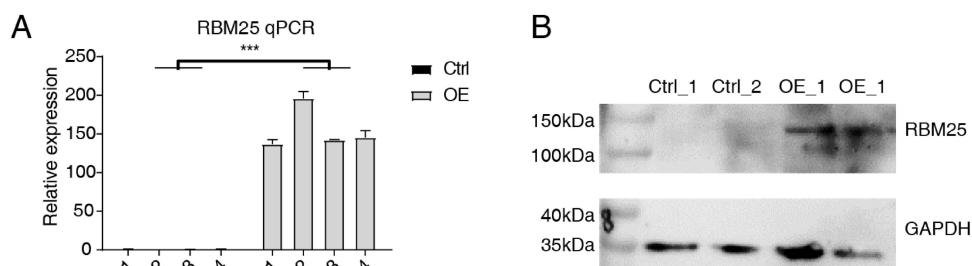 A
RBM25 qPCR
***
250
200
150
100
50
0
Relative expression
Ctrl
OE
B
Ctrl_1 Ctrl_2 OE_1 OE_1
150kDa
100kDa
RBM25
40kDa
35kDa
GAPDH
8